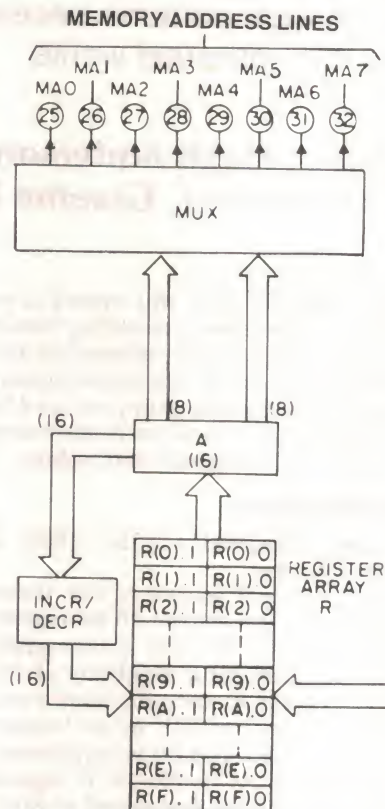 MEMORY ADDRESS LINES
MA1 MA3 MA5 MA7
MA0 MA2 MA4 MA6
25 26 27 28 29 30 31 32
MUX
(8) (8)
(16)
A
(16)
R(0).1 R(0).0
R(1).1 R(1).0
R(2).1 R(2).0
REGISTER
ARRAY
R
INCR/
DECR
(16)
R(9).1 R(9).0
R(A).1 R(A).0
R(E).1 R(E).0
R(F).1 R(F).0